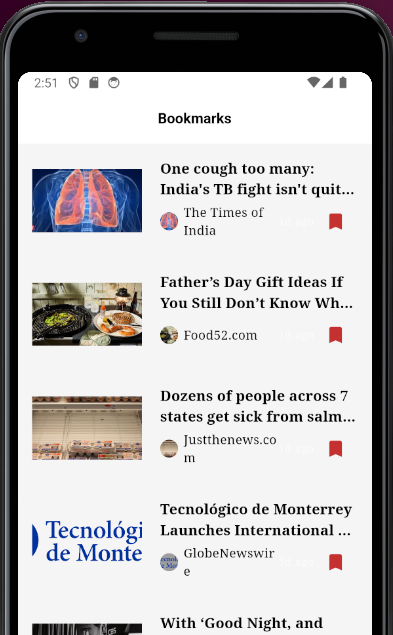 2:51
Bookmarks
One cough too many:
India's TB fight isn't quit...
The Times of
India
Father’s Day Gift Ideas If
You Still Don’t Know Wh...
Food52.com
Dozens of people across 7
states get sick from salm...
Justthenews.co
m
Tecnológi
de Monte
Tecnológico de Monterrey
Launches International ...
GlobeNewswir
e
With ‘Good Night, and